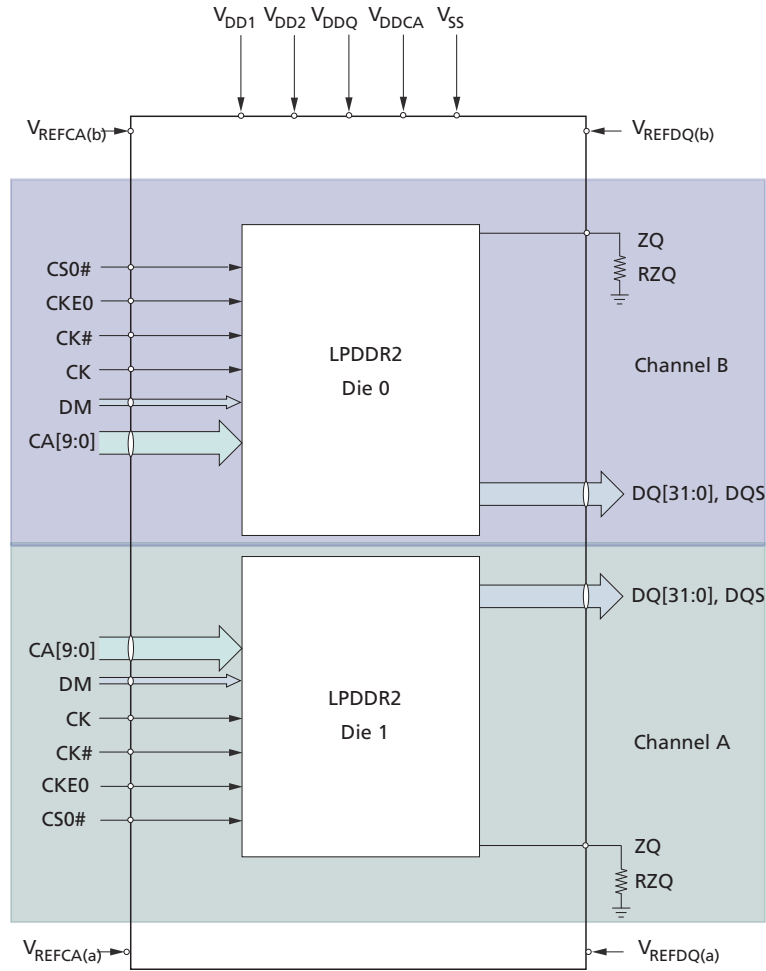 VDD1 VDD2 VDDQ VDDCA VSS
VREFCA(b)
VREFDQ(b)
ZQ
RZQ
CS0#
CKE0
CK#
CK
DM
CA[9:0]
LPDDR2
Die 0
Channel B
DQ[31:0], DQS
DQ[31:0], DQS
CA[9:0]
DM
CK
CK#
CKE0
CS0#
LPDDR2
Die 1
Channel A
ZQ
RZQ
VREFCA(a)
VREFDQ(a)